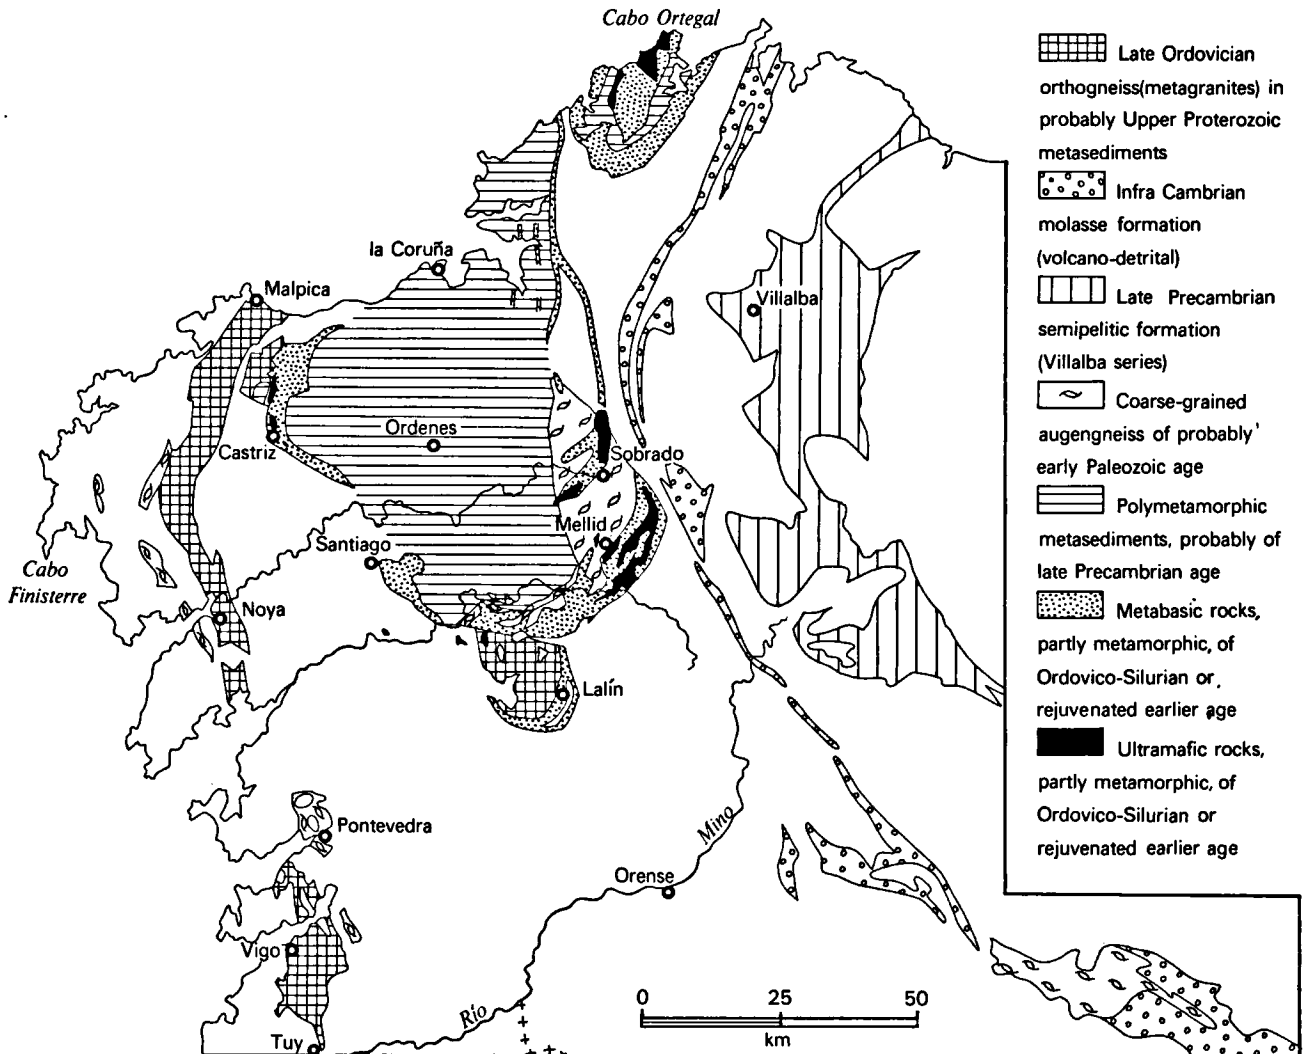 Cabo Ortegal
la Coruña
Malpica
Villalba
Ordenes
Castriz
Sobrado
Mellid
Santiago
Cabo
Finisterre
Noya
Lalín
Pontevedra
Mino
Orense
Vigo
Río
Tuy
0 25 50
km
Late Ordovician
orthogneiss(metagranites) in
probably Upper Proterozoic
metasediments
Infra Cambrian
molasse formation
(volcano-detrital)
Late Precambrian
semipelitic formation
(Villalba series)
Coarse-grained
augengneiss of probably
early Paleozoic age
Polymetamorphic
metasediments, probably of
late Precambrian age
Metabasic rocks,
partly metamorphic, of
Ordovico-Silurian or
rejuvenated earlier age
Ultramafic rocks,
partly metamorphic, of
Ordovico-Silurian or
rejuvenated earlier age